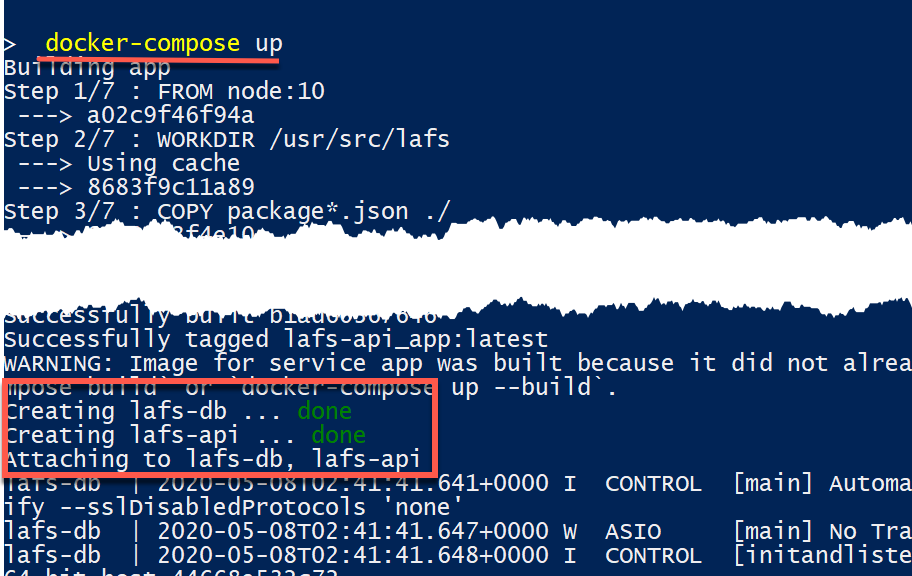 > docker-compose up
Building app
Step 1/7 : FROM node:10
---> a02c9f46f94a
Step 2/7 : WORKDIR /usr/src/lafs
---> Using cache
---> 8683f9c11a89
Step 3/7 : COPY package*.json ./
Successfully built
Successfully tagged lafs-api_app:latest
WARNING: Image for service app was built because it did not alrea
mpose build` or `docker-compose up --build`.
Creating lafs-db ... done
Creating lafs-api ... done
Attaching to lafs-db, lafs-api
lafs-db | 2020-05-08T02:41:41.641+0000 I CONTROL [main] Automa
ify --sslDisabledProtocols 'none'
lafs-db | 2020-05-08T02:41:41.647+0000 W ASIO [main] No Tra
lafs-db | 2020-05-08T02:41:41.648+0000 I CONTROL [initandliste
64-bit host